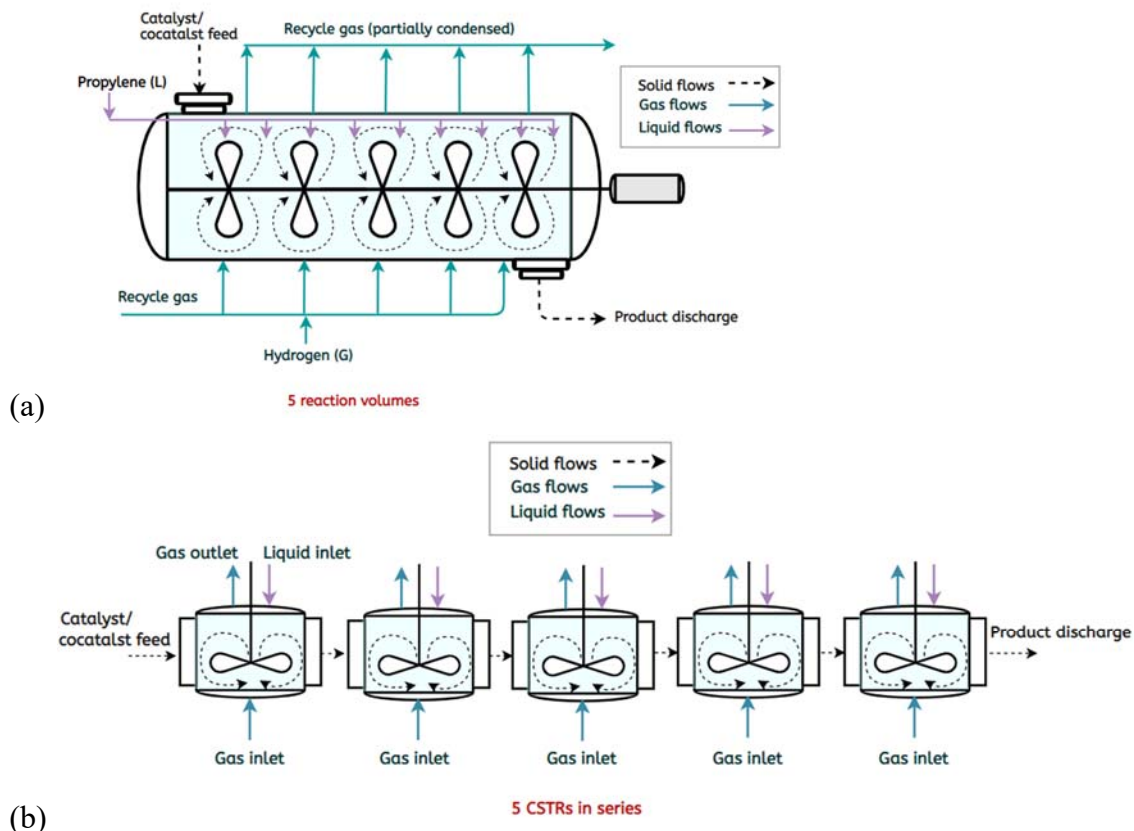 Catalyst/
cocatalst feed
Recycle gas (partially condensed)
Propylene (L)
Solid flows
Gas flows
Liquid flows
Recycle gas
Product discharge
Hydrogen (G)
(a)
5 reaction volumes
Solid flows
Gas flows
Liquid flows
Gas outlet
Liquid inlet
Catalyst/
cocatalst feed
Product discharge
Gas inlet
Gas inlet
Gas inlet
Gas inlet
Gas inlet
(b)
5 CSTRs in series